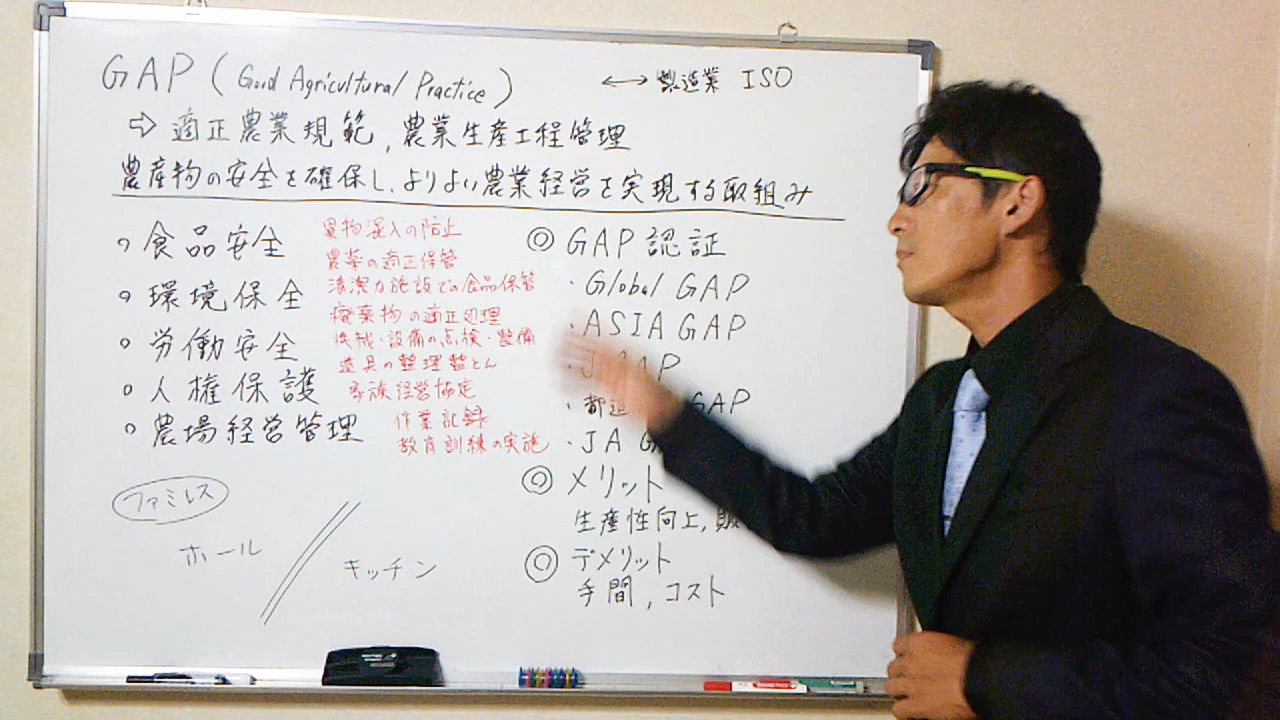 GAP (Good Agricultural Practice) ↔ 製造業 ISO
⇨ 適正農業規範, 農業生産工程管理
農産物の安全を確保し、よりよい農業経営を実現する取組み
○ 食品安全
○ 環境保全
○ 労働安全
○ 人権保護
○ 農場経営管理
異物混入の防止
農薬の適正保管
清潔な施設での食品保管
廃棄物の適正処理
機械・設備の点検・整備
道具の整理整とん
家族経営協定
作業記録
教育訓練の実施
◎ GAP認証
・Global GAP
・ASIA GAP
・J GAP
・都道 GAP
・JA G
◎ メリット
生産性向上,
◎ デメリット
手間, コスト
ファミレス
ホール // キッチン